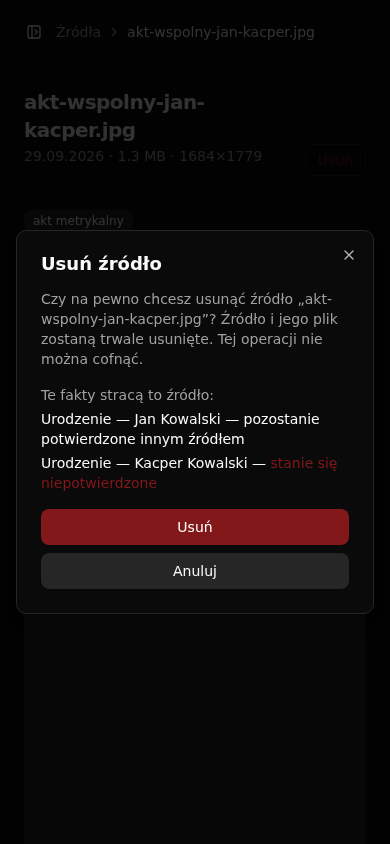 Źródła > akt-wspolny-jan-kacper.jpg
akt-wspolny-jan-
kacper.jpg
29.09.2026 · 1.3 MB · 1684×1779
Usuń
akt metrykalny
Usuń źródło
Czy na pewno chcesz usunąć źródło „akt-
wspolny-jan-kacper.jpg”? Źródło i jego plik
zostaną trwale usunięte. Tej operacji nie
można cofnąć.
Te fakty stracą to źródło:
Urodzenie — Jan Kowalski — pozostanie
potwierdzone innym źródłem
Urodzenie — Kacper Kowalski — stanie się
niepotwierdzone
Usuń
Anuluj